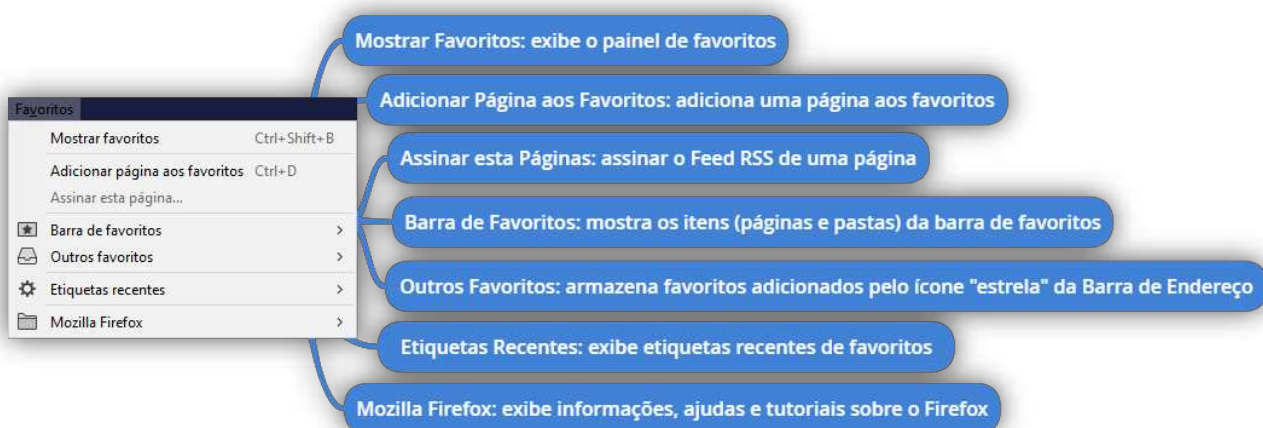 Favoritos
Mostrar favoritos Ctrl+Shift+B
Adicionar página aos favoritos Ctrl+D
Assinar esta página...
Barra de favoritos
Outros favoritos
Etiquetas recentes
Mozilla Firefox
Mostrar Favoritos: exibe o painel de favoritos
Adicionar Página aos Favoritos: adiciona uma página aos favoritos
Assinar esta Páginas: assinar o Feed RSS de uma página
Barra de Favoritos: mostra os itens (páginas e pastas) da barra de favoritos
Outros Favoritos: armazena favoritos adicionados pelo ícone "estrela" da Barra de Endereço
Etiquetas Recentes: exibe etiquetas recentes de favoritos
Mozilla Firefox: exibe informações, ajudas e tutoriais sobre o Firefox